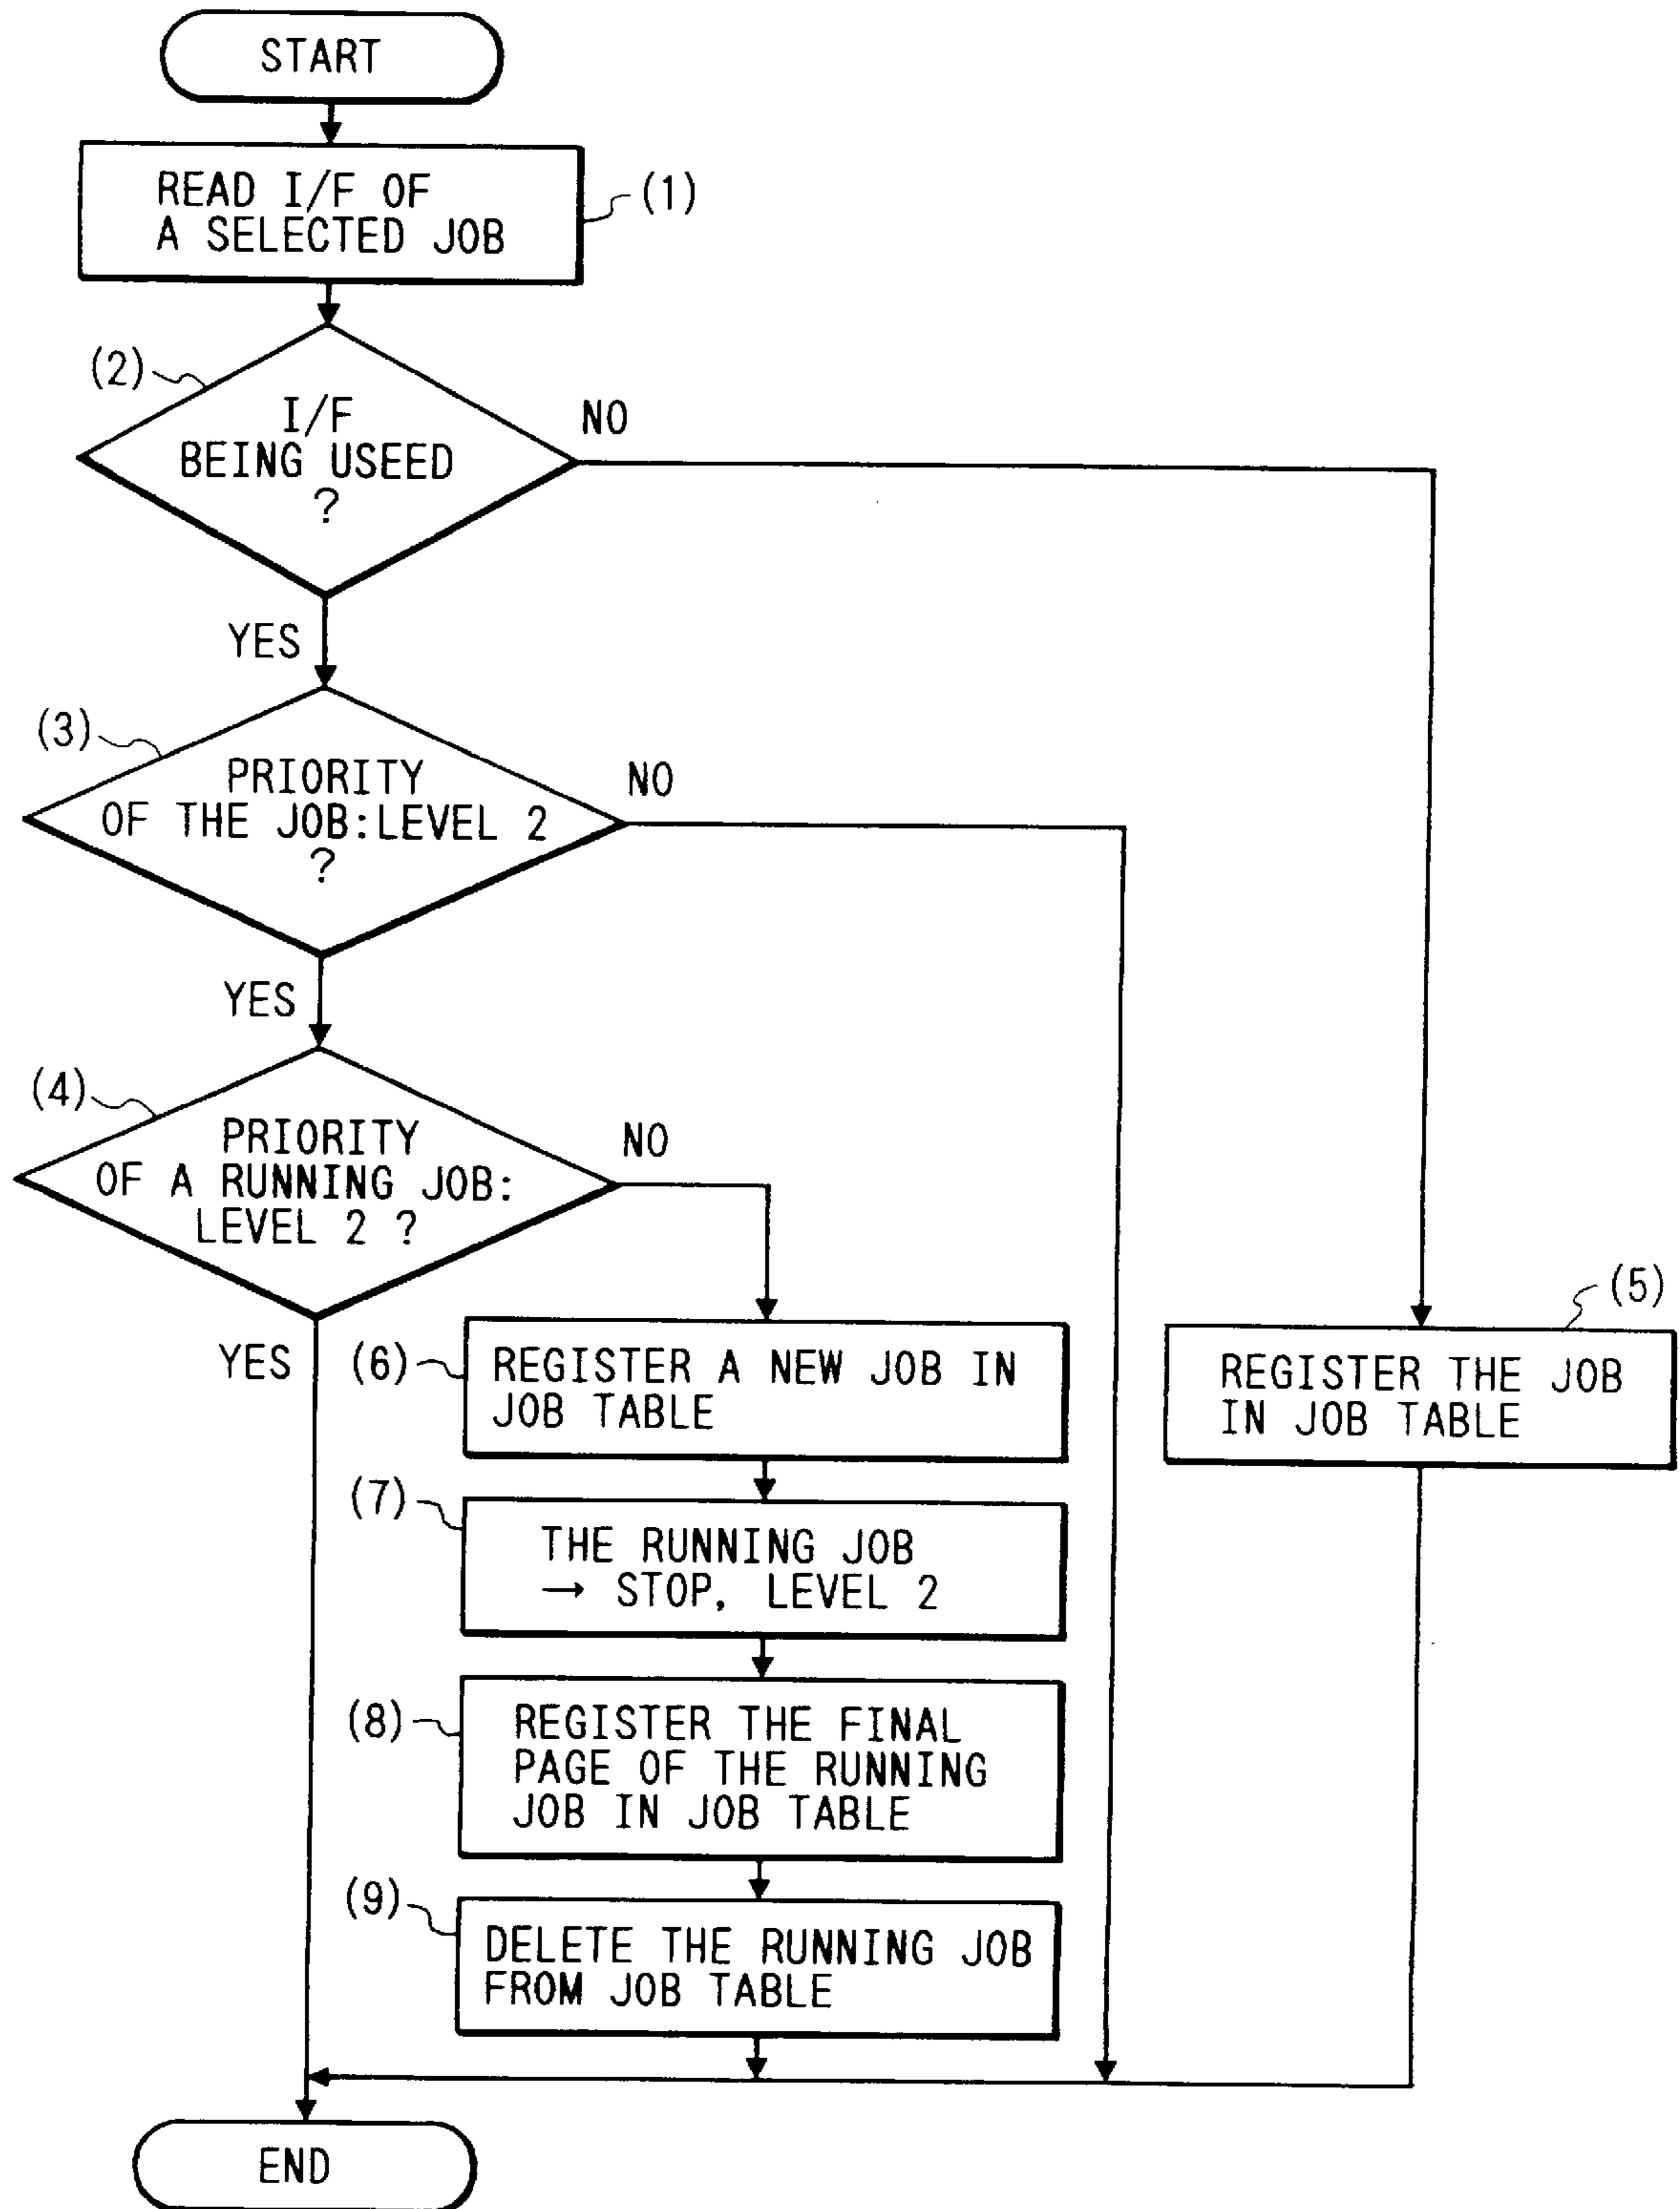 START
READ I/F OF
A SELECTED JOB
(1)
(2)
I/F
BEING USEED
?
NO
YES
(3)
PRIORITY
OF THE JOB:LEVEL 2
?
NO
YES
(4)
PRIORITY
OF A RUNNING JOB:
LEVEL 2 ?
NO
YES
(5)
REGISTER THE JOB
IN JOB TABLE
(6)
REGISTER A NEW JOB IN
JOB TABLE
(7)
THE RUNNING JOB
→ STOP, LEVEL 2
(8)
REGISTER THE FINAL
PAGE OF THE RUNNING
JOB IN JOB TABLE
(9)
DELETE THE RUNNING JOB
FROM JOB TABLE
END